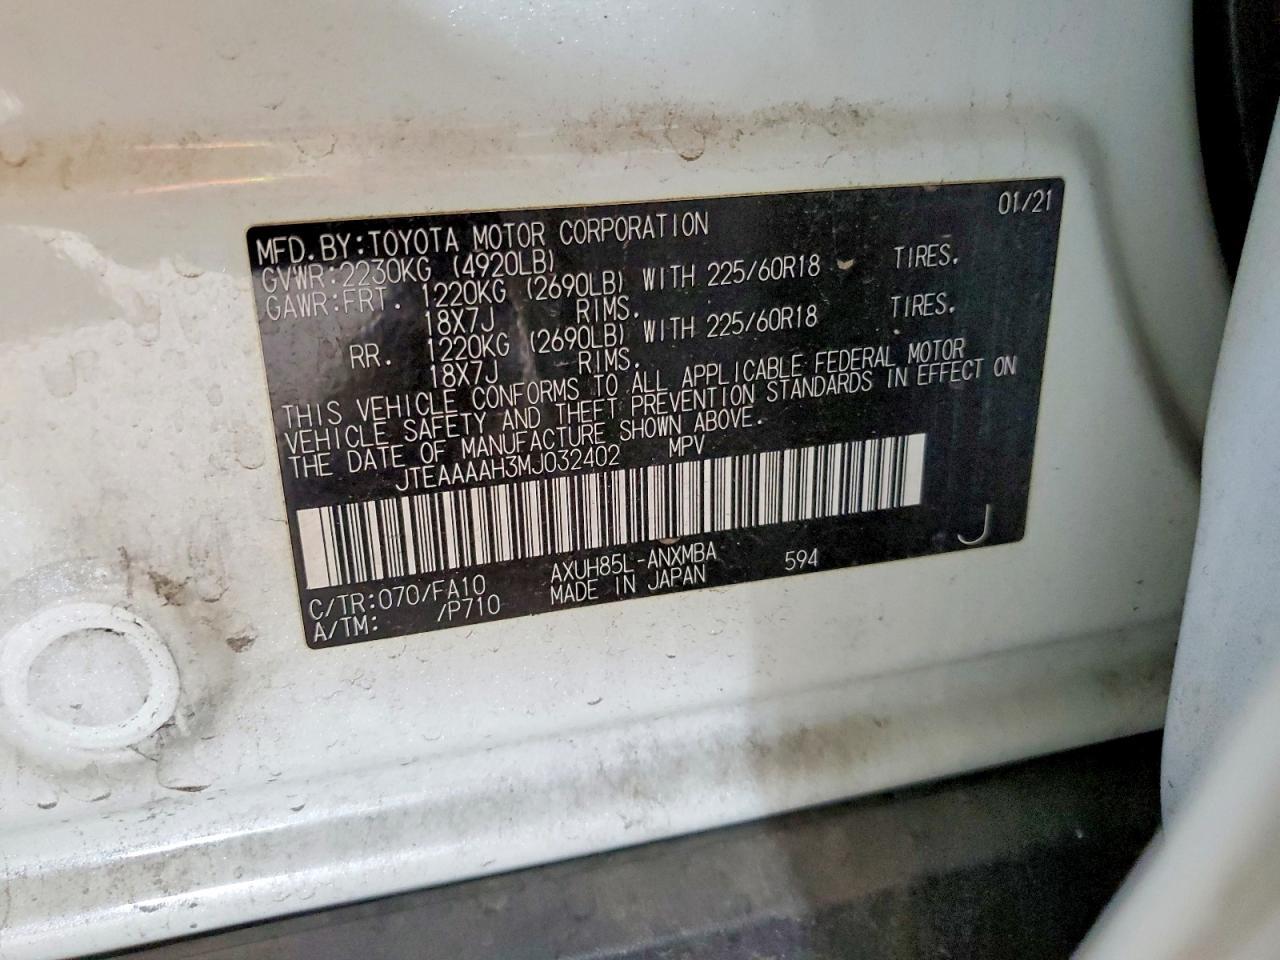 01/21
MFD.BY:TOYOTA MOTOR CORPORATION
GVWR:2230KG (4920LB)
GAWR:FRT. 1220KG (2690LB) WITH 225/60R18 TIRES,
18X7J RIMS.
RR. 1220KG (2690LB) WITH 225/60R18 TIRES,
18X7J RIMS.
THIS VEHICLE CONFORMS TO ALL APPLICABLE FEDERAL MOTOR
VEHICLE SAFETY AND THEFT PREVENTION STANDARDS IN EFFECT ON
THE DATE OF MANUFACTURE SHOWN ABOVE.
JTEAAAAH3MJ032402 MPV
C/TR:070/FA10 AXUH85L-ANXMBA 594 J
A/TM: /P710 MADE IN JAPAN